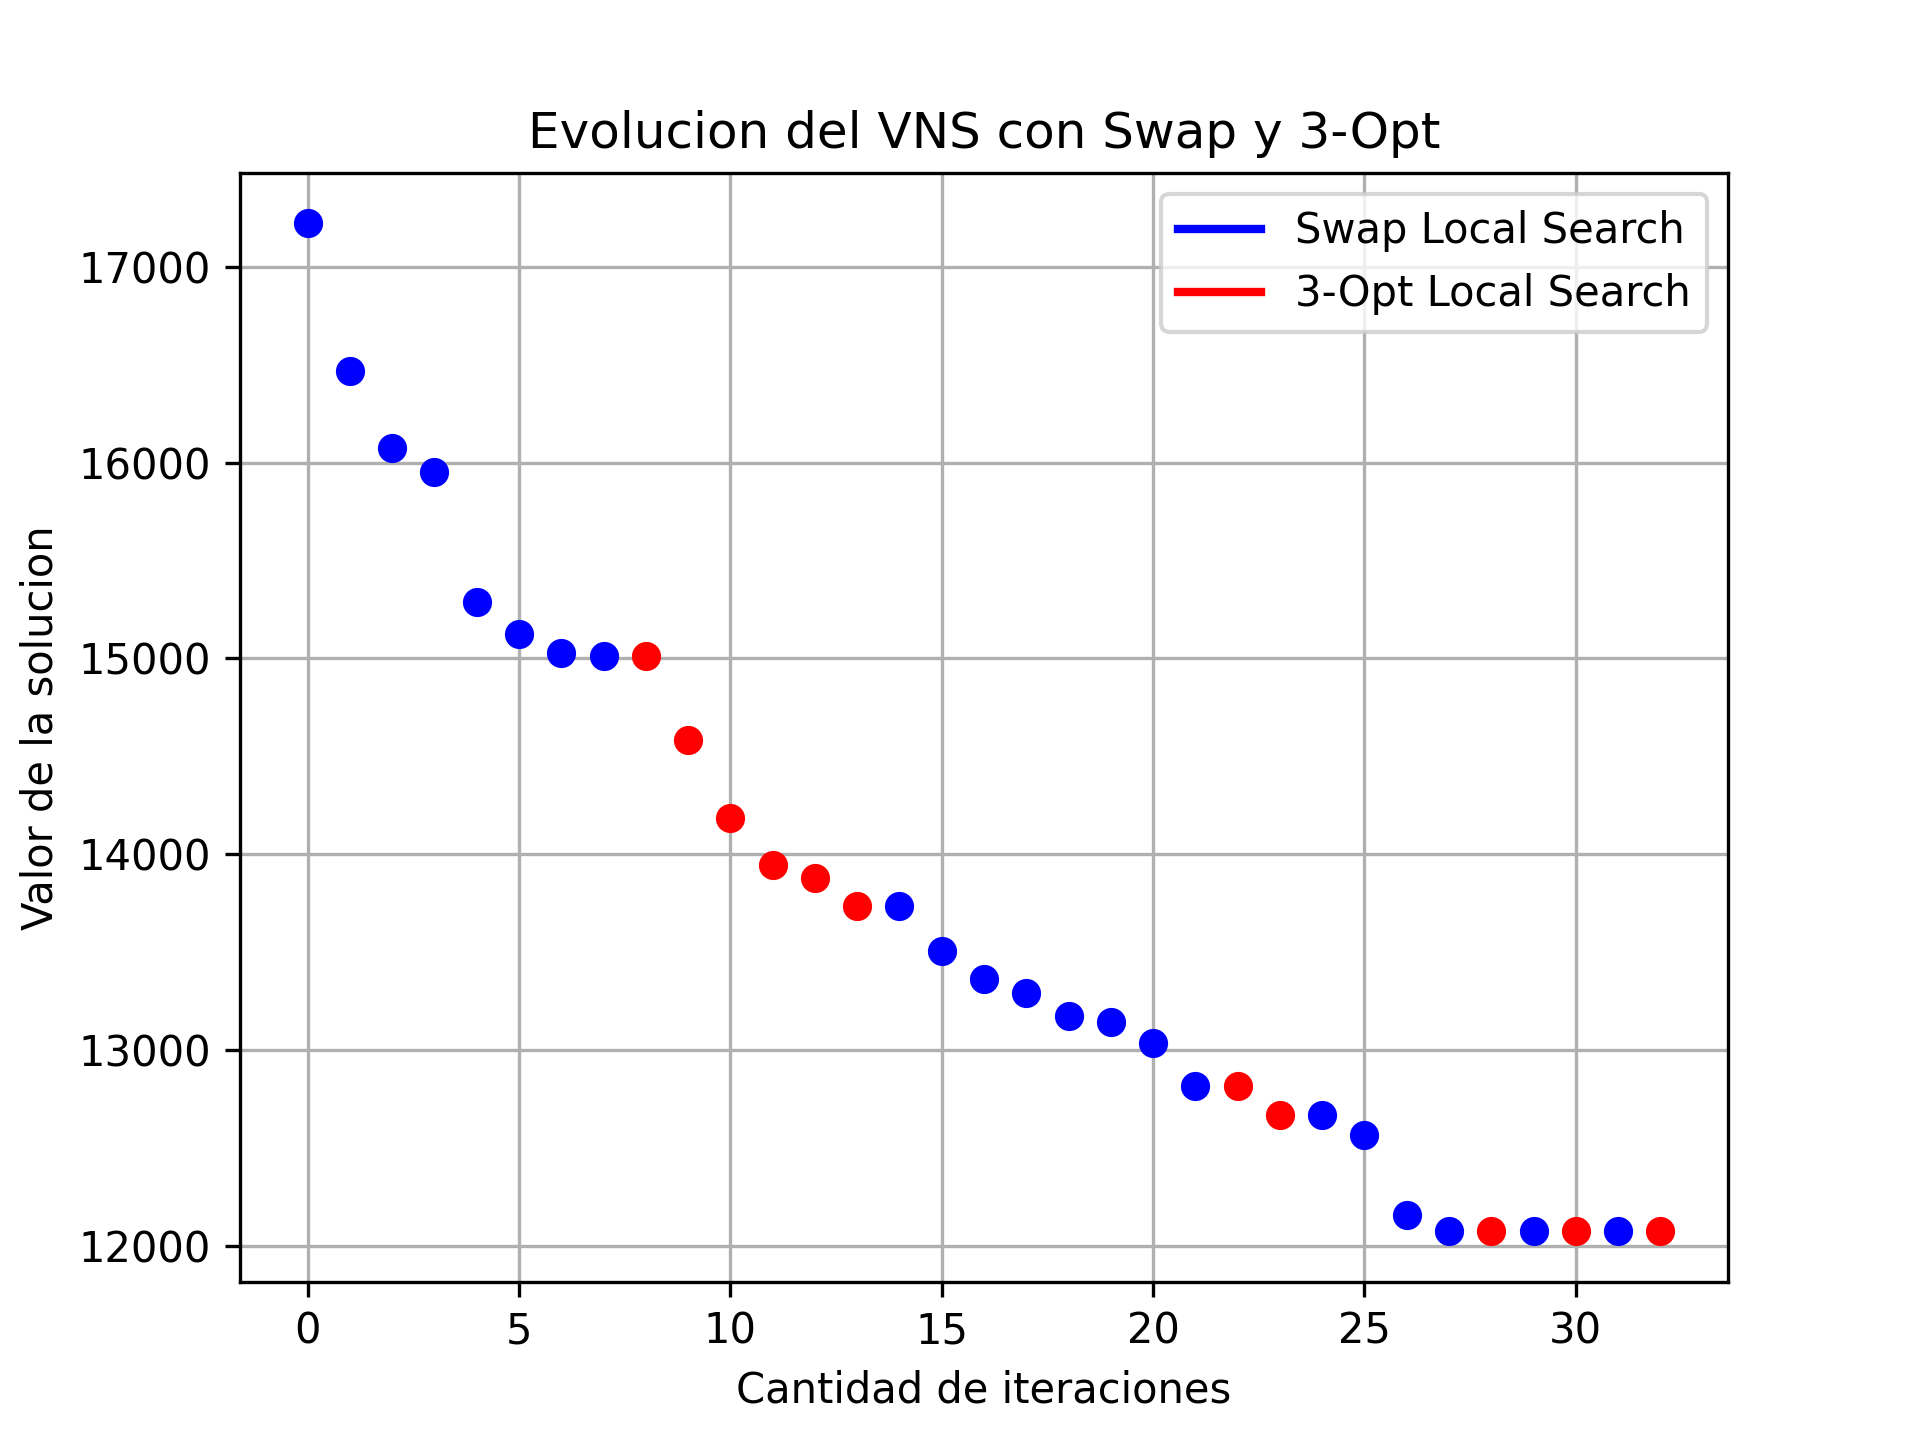 Evolucion del VNS con Swap y 3-Opt
Swap Local Search
3-Opt Local Search
Valor de la solucion
17000
16000
15000
14000
13000
12000
0 5 10 15 20 25 30
Cantidad de iteraciones